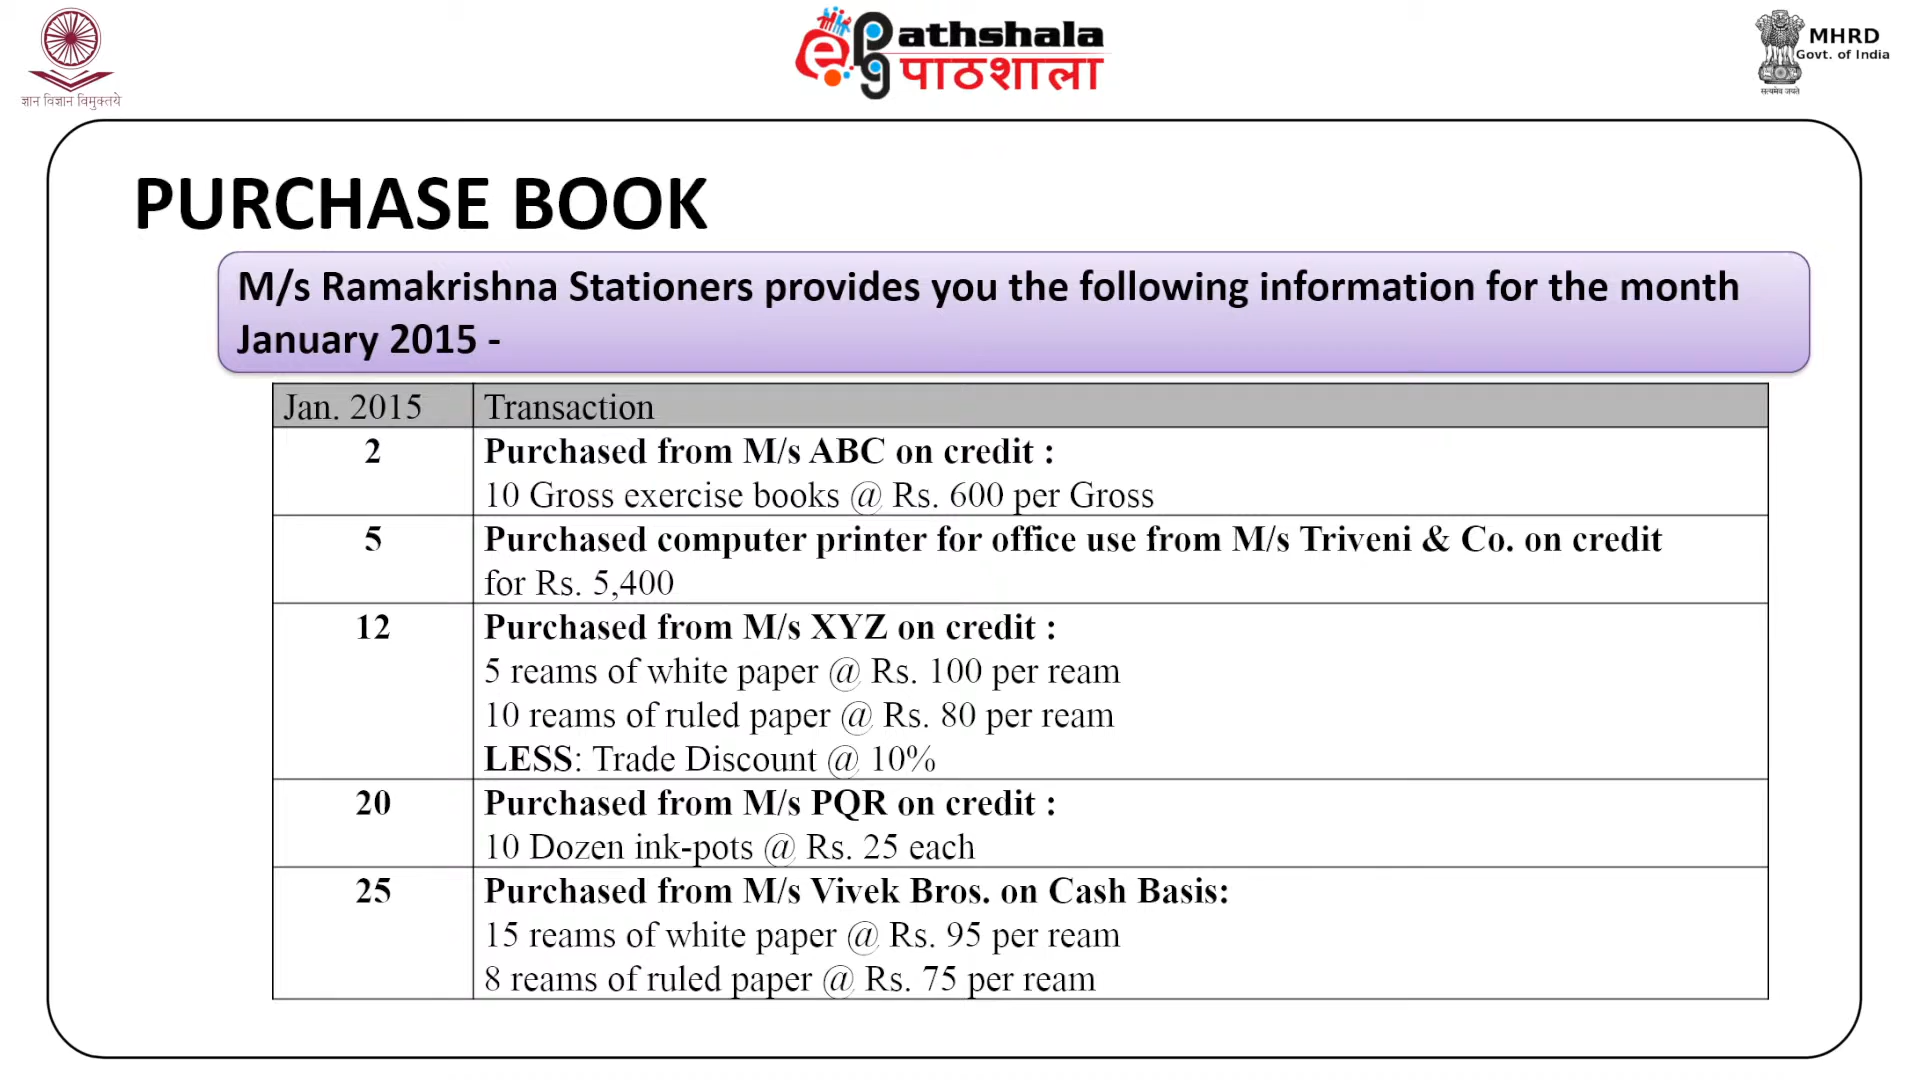 ज्ञान विज्ञान विमुक्तये
ePathshala
पाठशाला
MHRD
Govt. of India
सत्यमेव जयते
PURCHASE BOOK
M/s Ramakrishna Stationers provides you the following information for the month
January 2015 -
Jan. 2015 Transaction
2 Purchased from M/s ABC on credit :
10 Gross exercise books @ Rs. 600 per Gross
5 Purchased computer printer for office use from M/s Triveni & Co. on credit
for Rs. 5,400
12 Purchased from M/s XYZ on credit :
5 reams of white paper @ Rs. 100 per ream
10 reams of ruled paper @ Rs. 80 per ream
LESS: Trade Discount @ 10%
20 Purchased from M/s PQR on credit :
10 Dozen ink-pots @ Rs. 25 each
25 Purchased from M/s Vivek Bros. on Cash Basis:
15 reams of white paper @ Rs. 95 per ream
8 reams of ruled paper @ Rs. 75 per ream